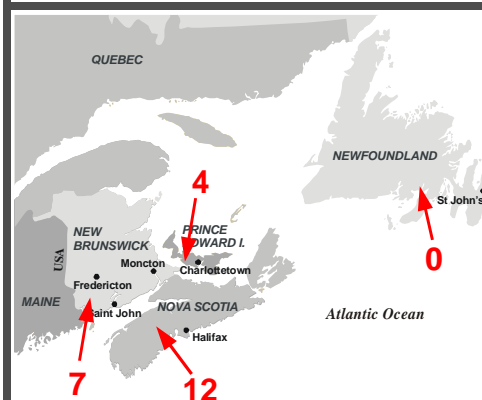 QUEBEC
NEWFOUNDLAND
4
St John's
NEW
BRUNSWICK
PRINCE
EDWARD I.
0
USA
Moncton
Charlottetown
Fredericton
MAINE
Saint John
NOVA SCOTIA
Atlantic Ocean
Halifax
7
12